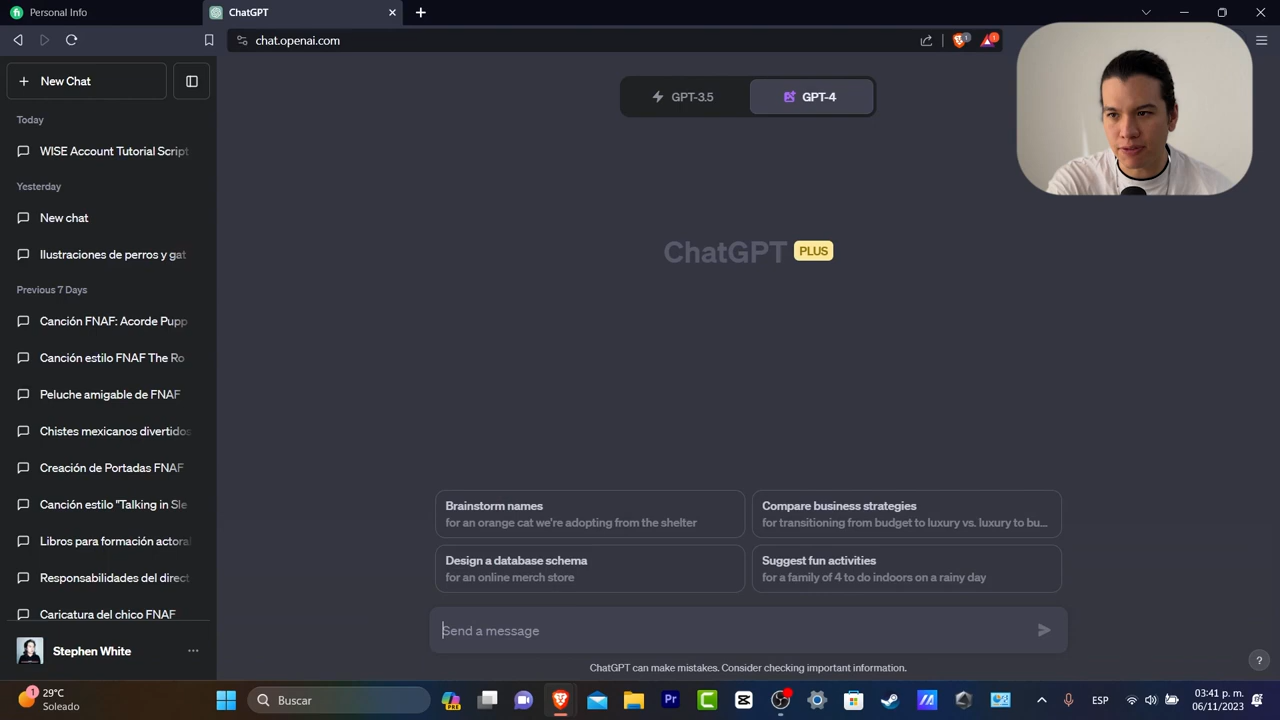 Personal Info
ChatGPT
chat.openai.com
1
1
New Chat
GPT-3.5
GPT-4
Today
WISE Account Tutorial Script
Yesterday
New chat
Ilustraciones de perros y gat
Previous 7 Days
Canción FNAF: Acorde Pupp
Canción estilo FNAF The Ro
Peluche amigable de FNAF
Chistes mexicanos divertidos
Creación de Portadas FNAF
Canción estilo "Talking in Sle
Libros para formación actora
Responsabilidades del direct
Caricatura del chico FNAF
Stephen White
ChatGPT PLUS
Brainstorm names
for an orange cat we're adopting from the shelter
Compare business strategies
for transitioning from budget to luxury vs. luxury to bu...
Design a database schema
for an online merch store
Suggest fun activities
for a family of 4 to do indoors on a rainy day
Send a message
ChatGPT can make mistakes. Consider checking important information.
?
1
29°C
Soleado
Buscar
PRE
Pr
ESP
03:41 p. m.
06/11/2023